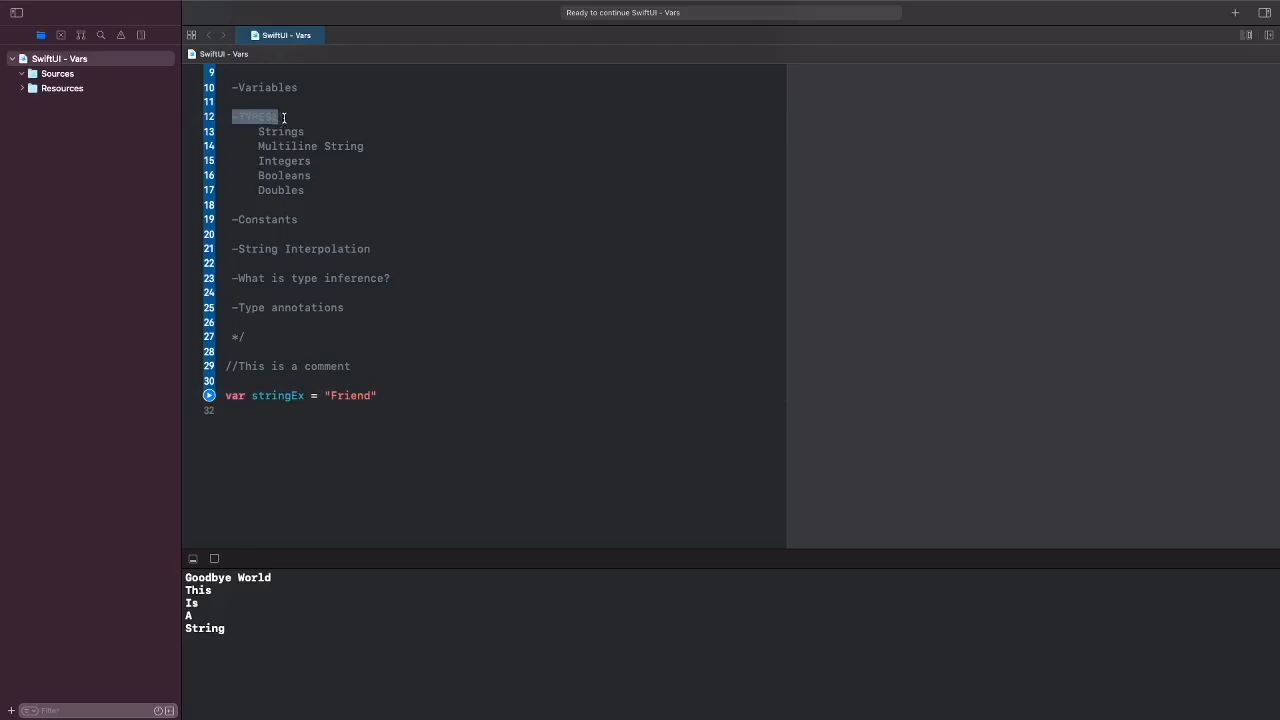 Ready to continue SwiftUI - Vars
SwiftUI - Vars
SwiftUI - Vars
SwiftUI - Vars
Sources
Resources
9
10 -Variables
11
12 -TYPES:
13 Strings
14 Multiline String
15 Integers
16 Booleans
17 Doubles
18
19 -Constants
20
21 -String Interpolation
22
23 -What is type inference?
24
25 -Type annotations
26
27 */
28
29 //This is a comment
30
var stringEx = "Friend"
32
Goodbye World
This
Is
A
String
Filter